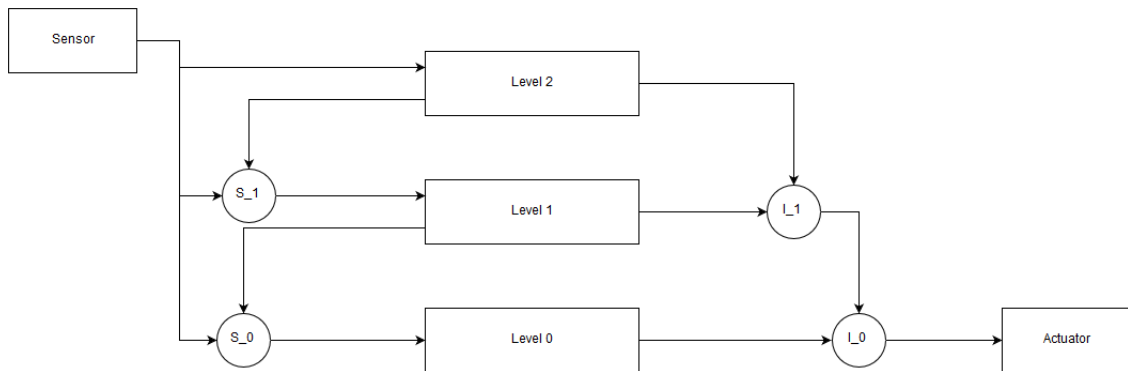 Sensor
Level 2
S_1
Level 1
I_1
S_0
Level 0
I_0
Actuator